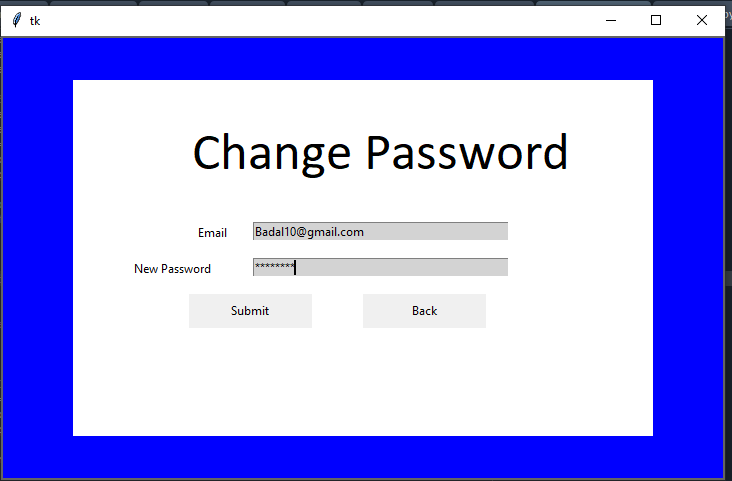 tk
Change Password
Email Badal10@gmail.com
New Password ********
Submit Back